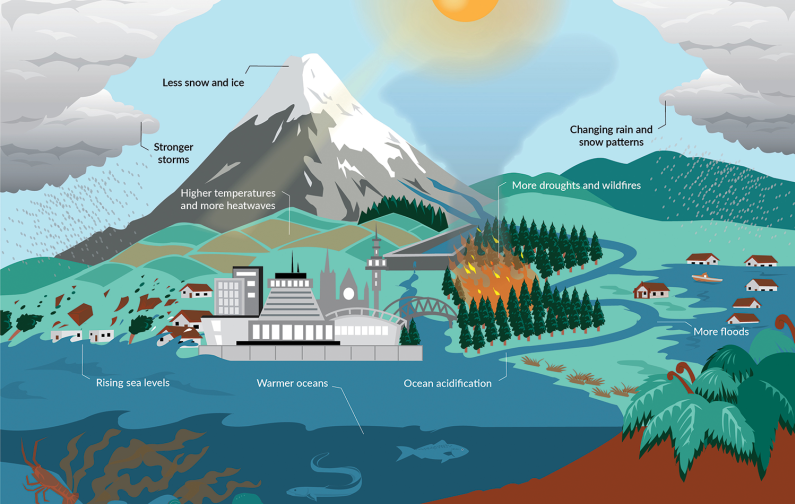 Less snow and ice
Stronger
storms
Changing rain and
snow patterns
Higher temperatures
and more heatwaves
More droughts and wildfires
More floods
Rising sea levels
Warmer oceans
Ocean acidification